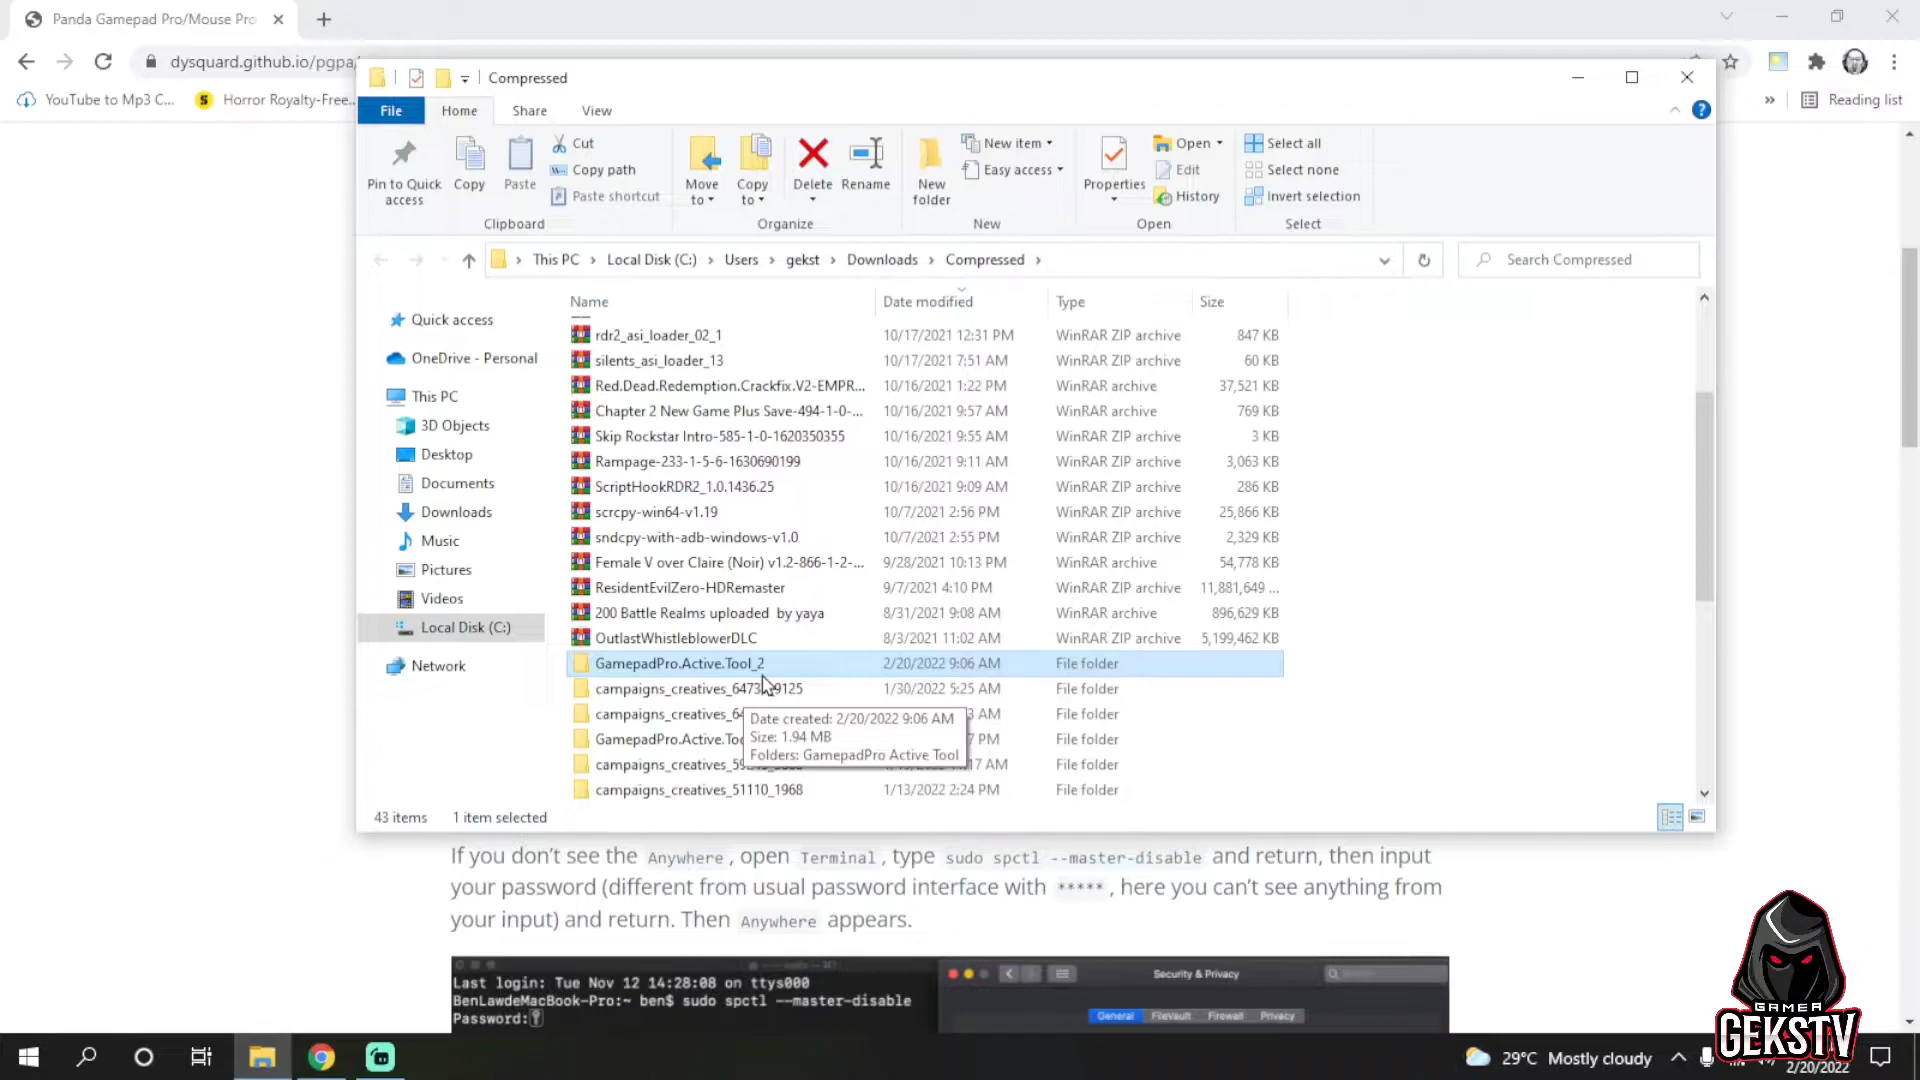 Panda Gamepad Pro/Mouse Pro
dysquard.github.io/pgpa/
YouTube to Mp3 C...
Horror Royalty-Free...
Reading list
Compressed
File
Home
Share
View
Pin to Quick access
Copy
Paste
Cut
Copy path
Paste shortcut
Clipboard
Move to
Copy to
Delete
Rename
Organize
New folder
New item
Easy access
New
Properties
Open
Edit
History
Open
Select all
Select none
Invert selection
Select
This PC > Local Disk (C:) > Users > gekst > Downloads > Compressed >
Search Compressed
Quick access
OneDrive - Personal
This PC
3D Objects
Desktop
Documents
Downloads
Music
Pictures
Videos
Local Disk (C:)
Network
Name Date modified Type Size
rdr2_asi_loader_02_1 10/17/2021 12:31 PM WinRAR ZIP archive 847 KB
silents_asi_loader_13 10/17/2021 7:51 AM WinRAR ZIP archive 60 KB
Red.Dead.Redemption.Crackfix.V2-EMPR... 10/16/2021 1:22 PM WinRAR archive 37,521 KB
Chapter 2 New Game Plus Save-494-1-0-... 10/16/2021 9:57 AM WinRAR archive 769 KB
Skip Rockstar Intro-585-1-0-1620350355 10/16/2021 9:55 AM WinRAR ZIP archive 3 KB
Rampage-233-1-5-6-1630690199 10/16/2021 9:11 AM WinRAR ZIP archive 3,063 KB
ScriptHookRDR2_1.0.1436.25 10/16/2021 9:09 AM WinRAR ZIP archive 286 KB
scrcpy-win64-v1.19 10/7/2021 2:56 PM WinRAR ZIP archive 25,866 KB
sndcpy-with-adb-windows-v1.0 10/7/2021 2:55 PM WinRAR ZIP archive 2,329 KB
Female V over Claire (Noir) v1.2-866-1-2-... 9/28/2021 10:13 PM WinRAR archive 54,778 KB
ResidentEvilZero-HDRemaster 9/7/2021 4:10 PM WinRAR ZIP archive 11,881,649 ...
200 Battle Realms uploaded by yaya 8/31/2021 9:08 AM WinRAR archive 896,629 KB
OutlastWhistleblowerDLC 8/3/2021 11:02 AM WinRAR ZIP archive 5,199,462 KB
GamepadPro.Active.Tool_2 2/20/2022 9:06 AM File folder
campaigns_creatives_6473 9125 1/30/2022 5:25 AM File folder
campaigns_creatives_6 3 AM File folder
GamepadPro.Active.To 7 PM File folder
campaigns_creatives_59 17 AM File folder
campaigns_creatives_51110_1968 1/13/2022 2:24 PM File folder
Date created: 2/20/2022 9:06 AM
Size: 1.94 MB
Folders: GamepadPro Active Tool
43 items 1 item selected
If you don't see the Anywhere, open Terminal, type sudo spctl --master-disable and return, then input
your password (different from usual password interface with *****, here you can't see anything from
your input) and return. Then Anywhere appears.
Last login: Tue Nov 12 14:28:08 on ttys000
BenLawdeMacBook-Pro:~ ben$ sudo spctl --master-disable
Password:
Security & Privacy
General FileVault Firewall Privacy
GAMER
GEKSTV
29°C Mostly cloudy
2/20/2022